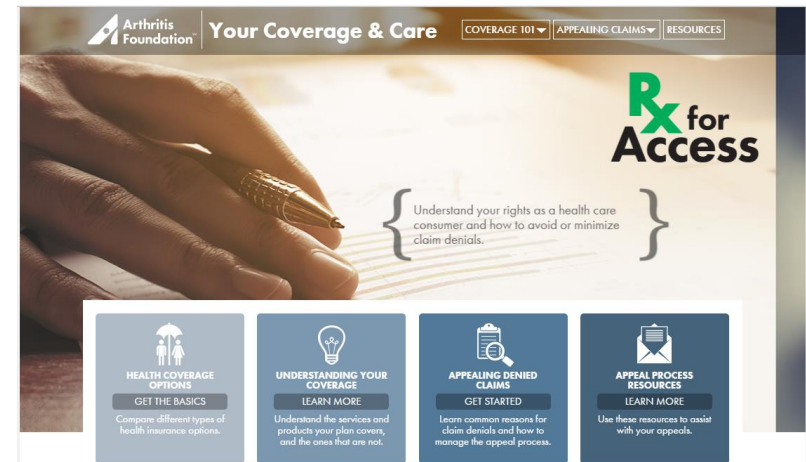 Arthritis
Foundation™
Your Coverage & Care
COVERAGE 101
APPEALING CLAIMS
RESOURCES
Rx for
Access
Understand your rights as a health care
consumer and how to avoid or minimize
claim denials.
HEALTH COVERAGE
OPTIONS
GET THE BASICS
Compare different types of
health insurance options.
UNDERSTANDING YOUR
COVERAGE
LEARN MORE
Understand the services and
products your plan covers,
and the ones that are not.
APPEALING DENIED
CLAIMS
GET STARTED
Learn common reasons for
claim denials and how to
manage the appeal process.
APPEAL PROCESS
RESOURCES
LEARN MORE
Use these resources to assist
with your appeals.